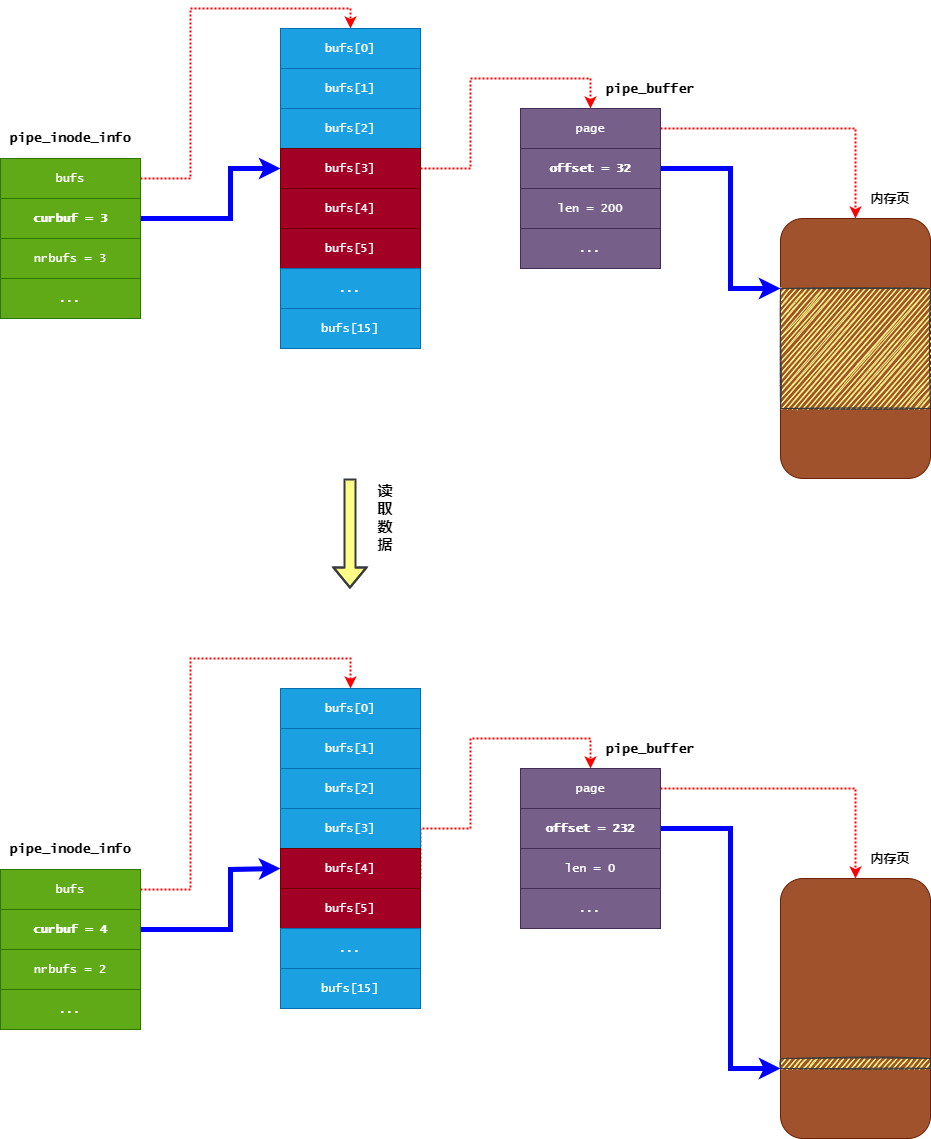 pipe_inode_info
bufs
curbuf = 3
nrbufs = 3
...
bufs[0]
bufs[1]
bufs[2]
bufs[3]
bufs[4]
bufs[5]
...
bufs[15]
pipe_buffer
page
offset = 32
len = 200
...
内存页
读
取
数
据
pipe_inode_info
bufs
curbuf = 4
nrbufs = 2
...
bufs[0]
bufs[1]
bufs[2]
bufs[3]
bufs[4]
bufs[5]
...
bufs[15]
pipe_buffer
page
offset = 232
len = 0
...
内存页